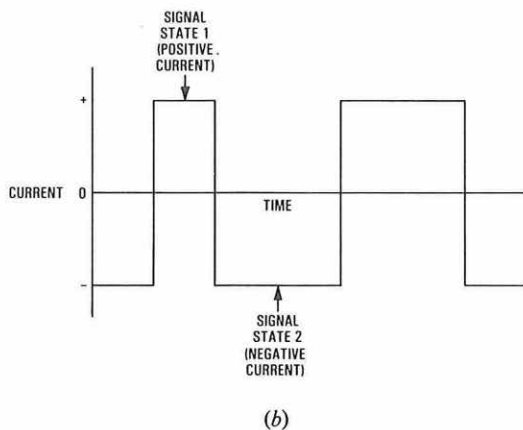 SIGNAL
STATE 1
(POSITIVE.
CURRENT)
+
CURRENT 0
TIME
−
SIGNAL
STATE 2
(NEGATIVE
CURRENT)
(b)